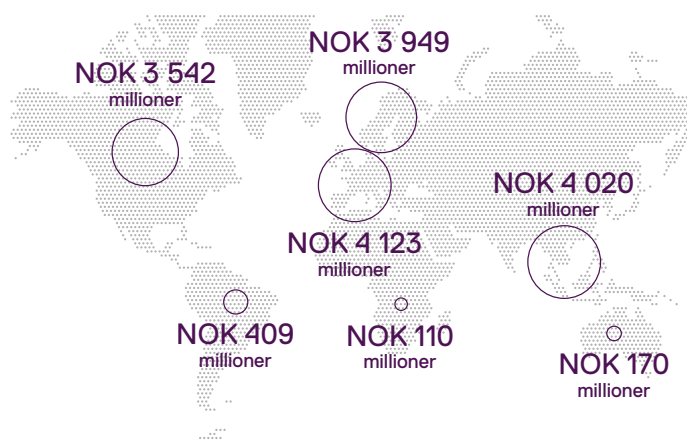 NOK 3 949
millioner
NOK 3 542
millioner
NOK 4 020
millioner
NOK 4 123
millioner
NOK 409
millioner
NOK 110
millioner
NOK 170
millioner